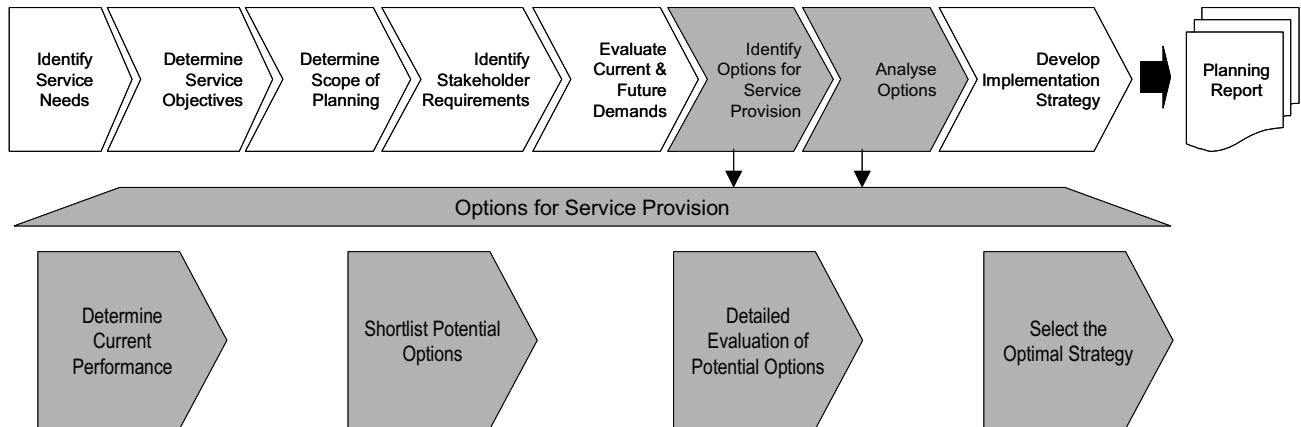 Identify
Service
Needs
Determine
Service
Objectives
Determine
Scope of
Planning
Identify
Stakeholder
Requirements
Evaluate
Current &
Future
Demands
Identify
Options for
Service
Provision
Analyse
Options
Develop
Implementation
Strategy
Planning
Report
Options for Service Provision
Determine
Current
Performance
Shortlist Potential
Options
Detailed
Evaluation of
Potential Options
Select the
Optimal Strategy